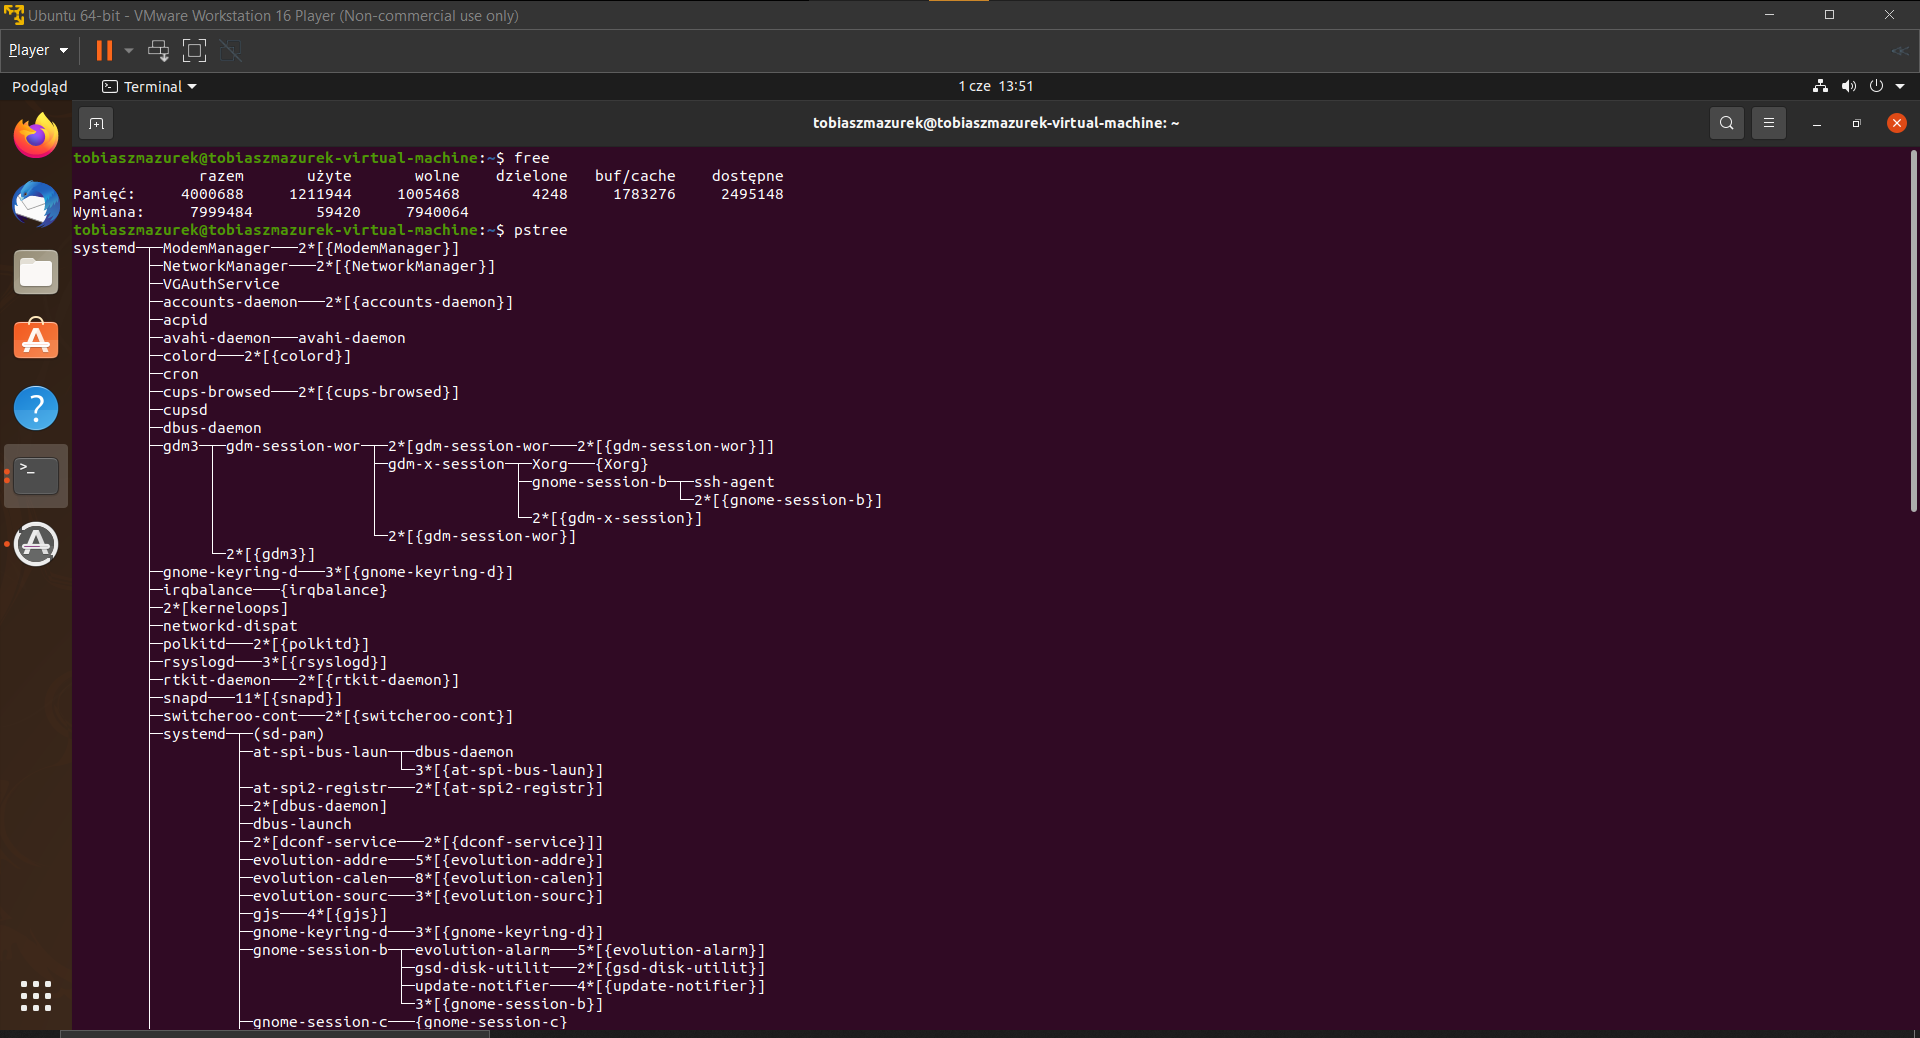 Ubuntu 64-bit - VMware Workstation 16 Player (Non-commercial use only)
Player
Podgląd Terminal 1 cze 13:51
tobiaszmazurek@tobiaszmazurek-virtual-machine: ~
tobiaszmazurek@tobiaszmazurek-virtual-machine:~$ free
              razem       użyte       wolne    dzielone   buf/cache    dostępne
Pamięć:     4000688     1211944     1005468        4248     1783276     2495148
Wymiana:     7999484       59420     7940064
tobiaszmazurek@tobiaszmazurek-virtual-machine:~$ pstree
systemd─┬─ModemManager───2*[{ModemManager}]
        ├─NetworkManager───2*[{NetworkManager}]
        ├─VGAuthService
        ├─accounts-daemon───2*[{accounts-daemon}]
        ├─acpid
        ├─avahi-daemon───avahi-daemon
        ├─colord───2*[{colord}]
        ├─cron
        ├─cups-browsed───2*[{cups-browsed}]
        ├─cupsd
        ├─dbus-daemon
        ├─gdm3─┬─gdm-session-wor─┬─2*[gdm-session-wor───2*[{gdm-session-wor}]]
        │      │                 ├─gdm-x-session─┬─Xorg───{Xorg}
        │      │                 │               ├─gnome-session-b─┬─ssh-agent
        │      │                 │               │                 └─2*[{gnome-session-b}]
        │      │                 │               └─2*[{gdm-x-session}]
        │      │                 └─2*[{gdm-session-wor}]
        │      └─2*[{gdm3}]
        ├─gnome-keyring-d───3*[{gnome-keyring-d}]
        ├─irqbalance───{irqbalance}
        ├─2*[kerneloops]
        ├─networkd-dispat
        ├─polkitd───2*[{polkitd}]
        ├─rsyslogd───3*[{rsyslogd}]
        ├─rtkit-daemon───2*[{rtkit-daemon}]
        ├─snapd───11*[{snapd}]
        ├─switcheroo-cont───2*[{switcheroo-cont}]
        ├─systemd─┬─(sd-pam)
        │         ├─at-spi-bus-laun─┬─dbus-daemon
        │         │                 └─3*[{at-spi-bus-laun}]
        │         ├─at-spi2-registr───2*[{at-spi2-registr}]
        │         ├─2*[dbus-daemon]
        │         ├─dbus-launch
        │         ├─2*[dconf-service───2*[{dconf-service}]]
        │         ├─evolution-addre───5*[{evolution-addre}]
        │         ├─evolution-calen───8*[{evolution-calen}]
        │         ├─evolution-sourc───3*[{evolution-sourc}]
        │         ├─gjs───4*[{gjs}]
        │         ├─gnome-keyring-d───3*[{gnome-keyring-d}]
        │         ├─gnome-session-b─┬─evolution-alarm───5*[{evolution-alarm}]
        │         │                 ├─gsd-disk-utilit───2*[{gsd-disk-utilit}]
        │         │                 ├─update-notifier───4*[{update-notifier}]
        │         │                 └─3*[{gnome-session-b}]
        │         ├─gnome-session-c───{gnome-session-c}